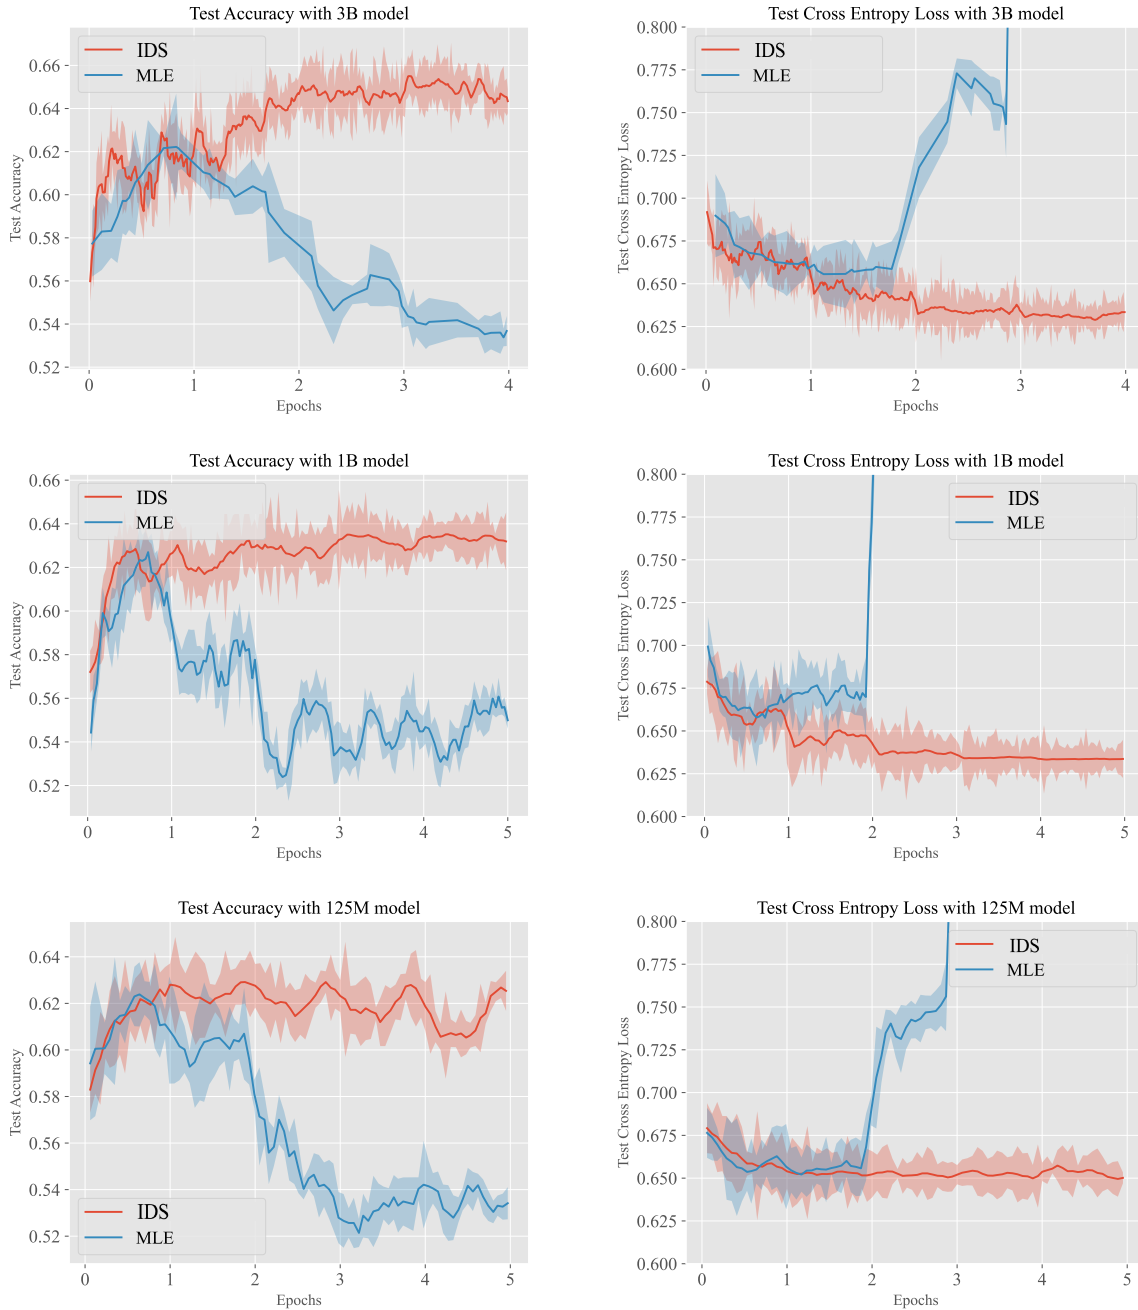 Test Accuracy with 3B model
IDS
MLE
Test Accuracy
0.66
0.64
0.62
0.60
0.58
0.56
0.54
0.52
0
1
2
3
4
Epochs
Test Cross Entropy Loss with 3B model
IDS
MLE
Test Cross Entropy Loss
0.800
0.775
0.750
0.725
0.700
0.675
0.650
0.625
0.600
0
1
2
3
4
Epochs
Test Accuracy with 1B model
IDS
MLE
Test Accuracy
0.66
0.64
0.62
0.60
0.58
0.56
0.54
0.52
0
1
2
3
4
5
Epochs
Test Cross Entropy Loss with 1B model
IDS
MLE
Test Cross Entropy Loss
0.800
0.775
0.750
0.725
0.700
0.675
0.650
0.625
0.600
0
1
2
3
4
5
Epochs
Test Accuracy with 125M model
Test Accuracy
0.64
0.62
0.60
0.58
0.56
0.54
0.52
IDS
MLE
0
1
2
3
4
5
Epochs
Test Cross Entropy Loss with 125M model
IDS
MLE
Test Cross Entropy Loss
0.800
0.775
0.750
0.725
0.700
0.675
0.650
0.625
0.600
0
1
2
3
4
5
Epochs